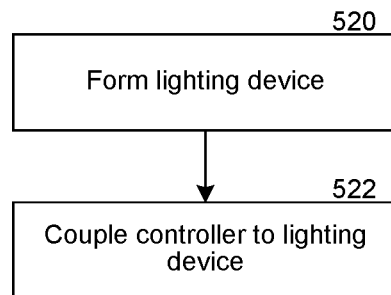 520
Form lighting device
522
Couple controller to lighting
device